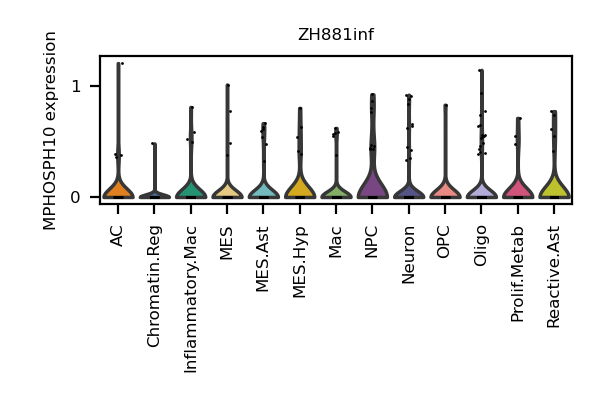 ZH881inf
MPHOSPH10 expression
1
0
AC
Chromatin.Reg
Inflammatory.Mac
MES
MES.Ast
MES.Hyp
Mac
NPC
Neuron
OPC
Oligo
Prolif.Metab
Reactive.Ast